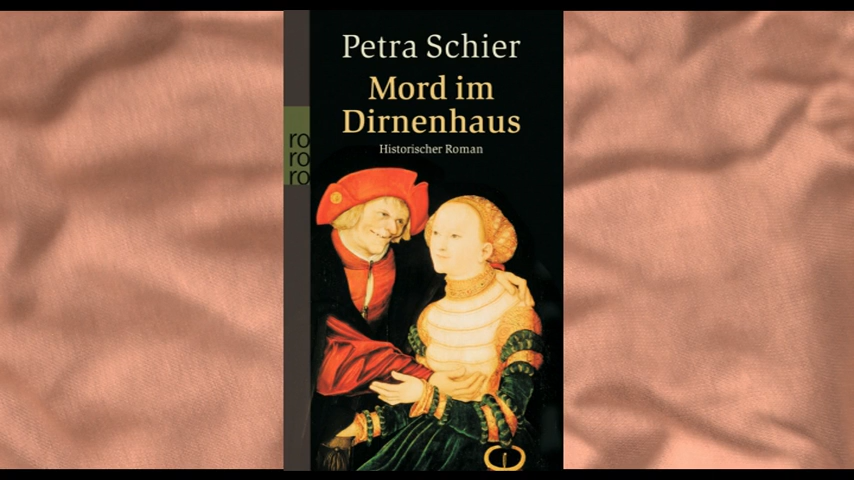 Petra Schier
Mord im
Dirnenhaus
Historischer Roman
ro
ro
ro